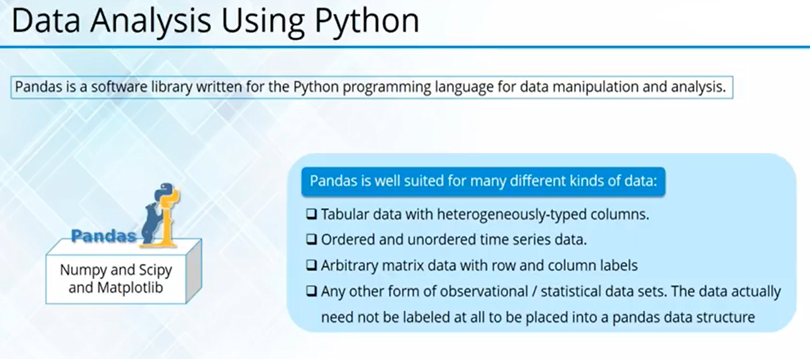 Data Analysis Using Python
Pandas is a software library written for the Python programming language for data manipulation and analysis.
Pandas is well suited for many different kinds of data:
Tabular data with heterogeneously-typed columns.
Ordered and unordered time series data.
Arbitrary matrix data with row and column labels
Any other form of observational / statistical data sets. The data actually
need not be labeled at all to be placed into a pandas data structure
Pandas
Numpy and Scipy
and Matplotlib